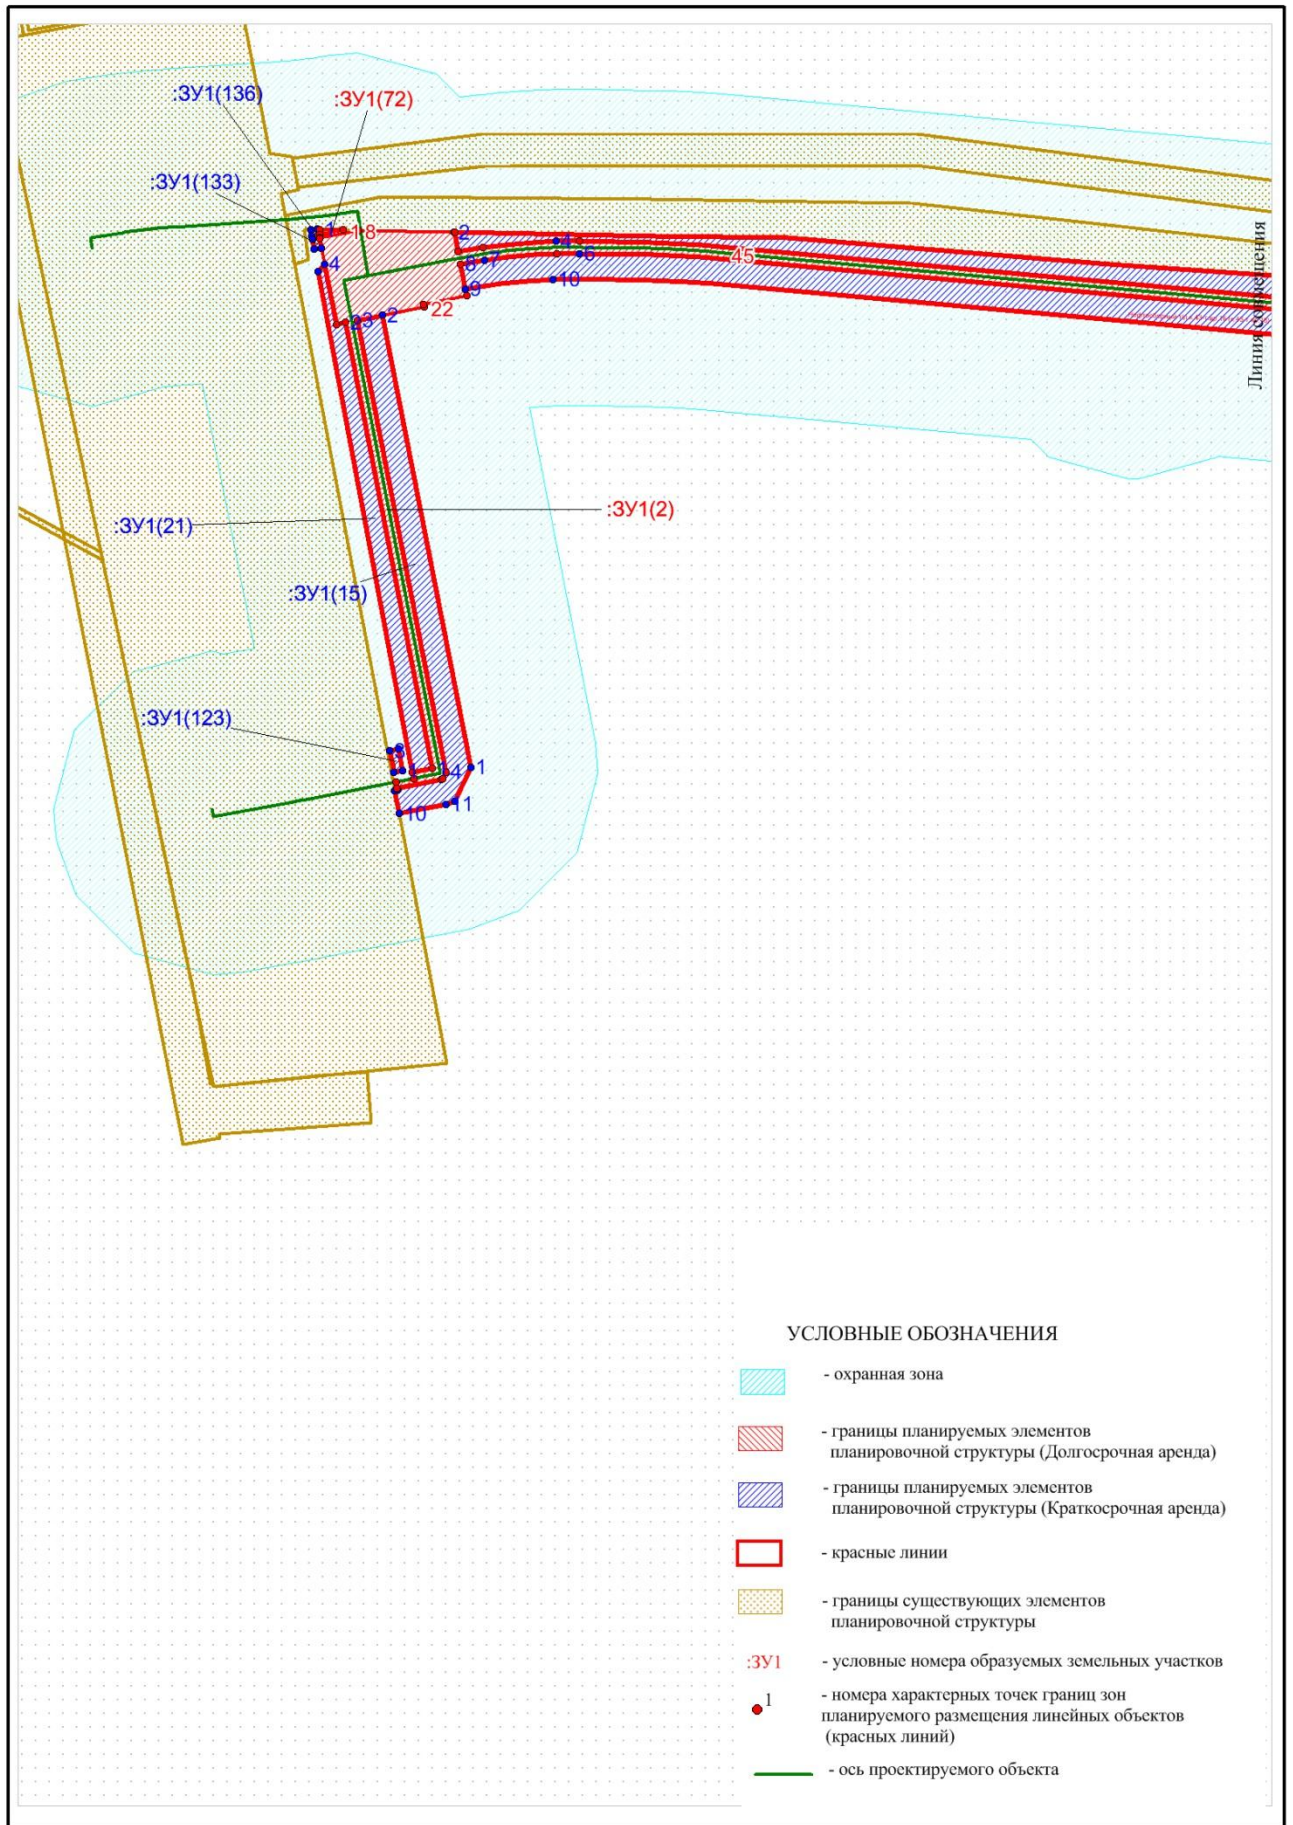 :ЗУ1(136)
:ЗУ1(72)
:ЗУ1(133)
1
18
2
4
45
6
7
8
4
10
9
22
23
2
Линия совмещения
:ЗУ1(2)
:ЗУ1(21)
:ЗУ1(15)
:ЗУ1(123)
3
1
1
14
1
10
11
УСЛОВНЫЕ ОБОЗНАЧЕНИЯ
- охранная зона
- границы планируемых элементов
планировочной структуры (Долгосрочная аренда)
- границы планируемых элементов
планировочной структуры (Краткосрочная аренда)
- красные линии
- границы существующих элементов
планировочной структуры
:ЗУ1 - условные номера образуемых земельных участков
1 - номера характерных точек границ зон
планируемого размещения линейных объектов
(красных линий)
- ось проектируемого объекта